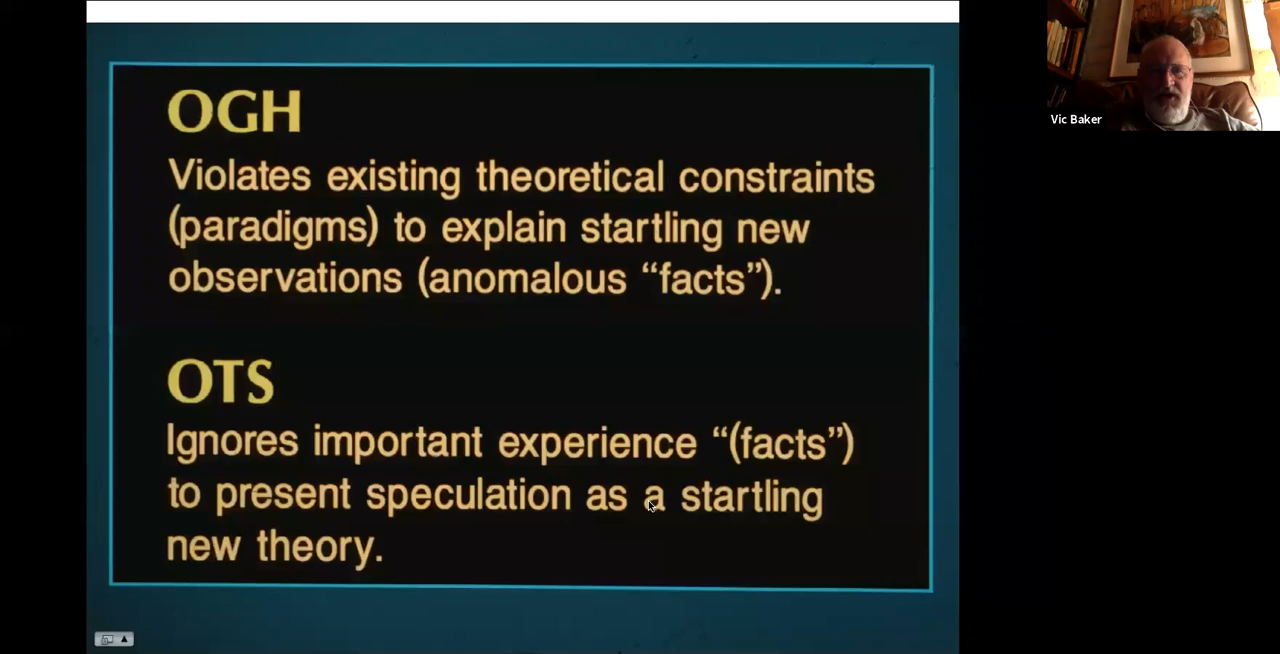 OGH
Violates existing theoretical constraints
(paradigms) to explain startling new
observations (anomalous “facts”).
OTS
Ignores important experience “(facts”)
to present speculation as a startling
new theory.
Vic Baker